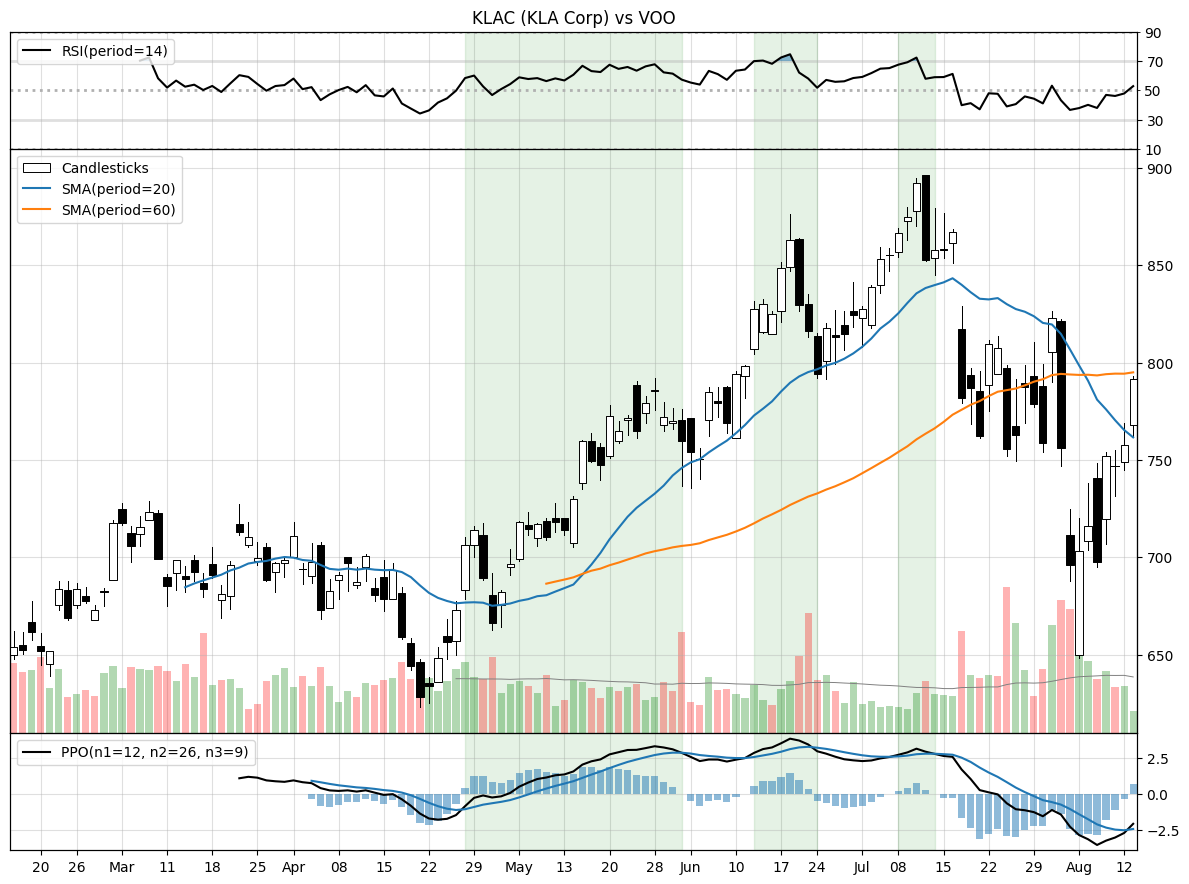 KLAC (KLA Corp) vs VOO
RSI(period=14)
90
70
50
30
10
Candlesticks
SMA(period=20)
SMA(period=60)
900
850
800
750
700
650
PPO(n1=12, n2=26, n3=9)
2.5
0.0
−2.5
20 26 Mar 11 18 25 Apr 08 15 22 29 May 13 20 28 Jun 10 17 24 Jul 08 15 22 29 Aug 12